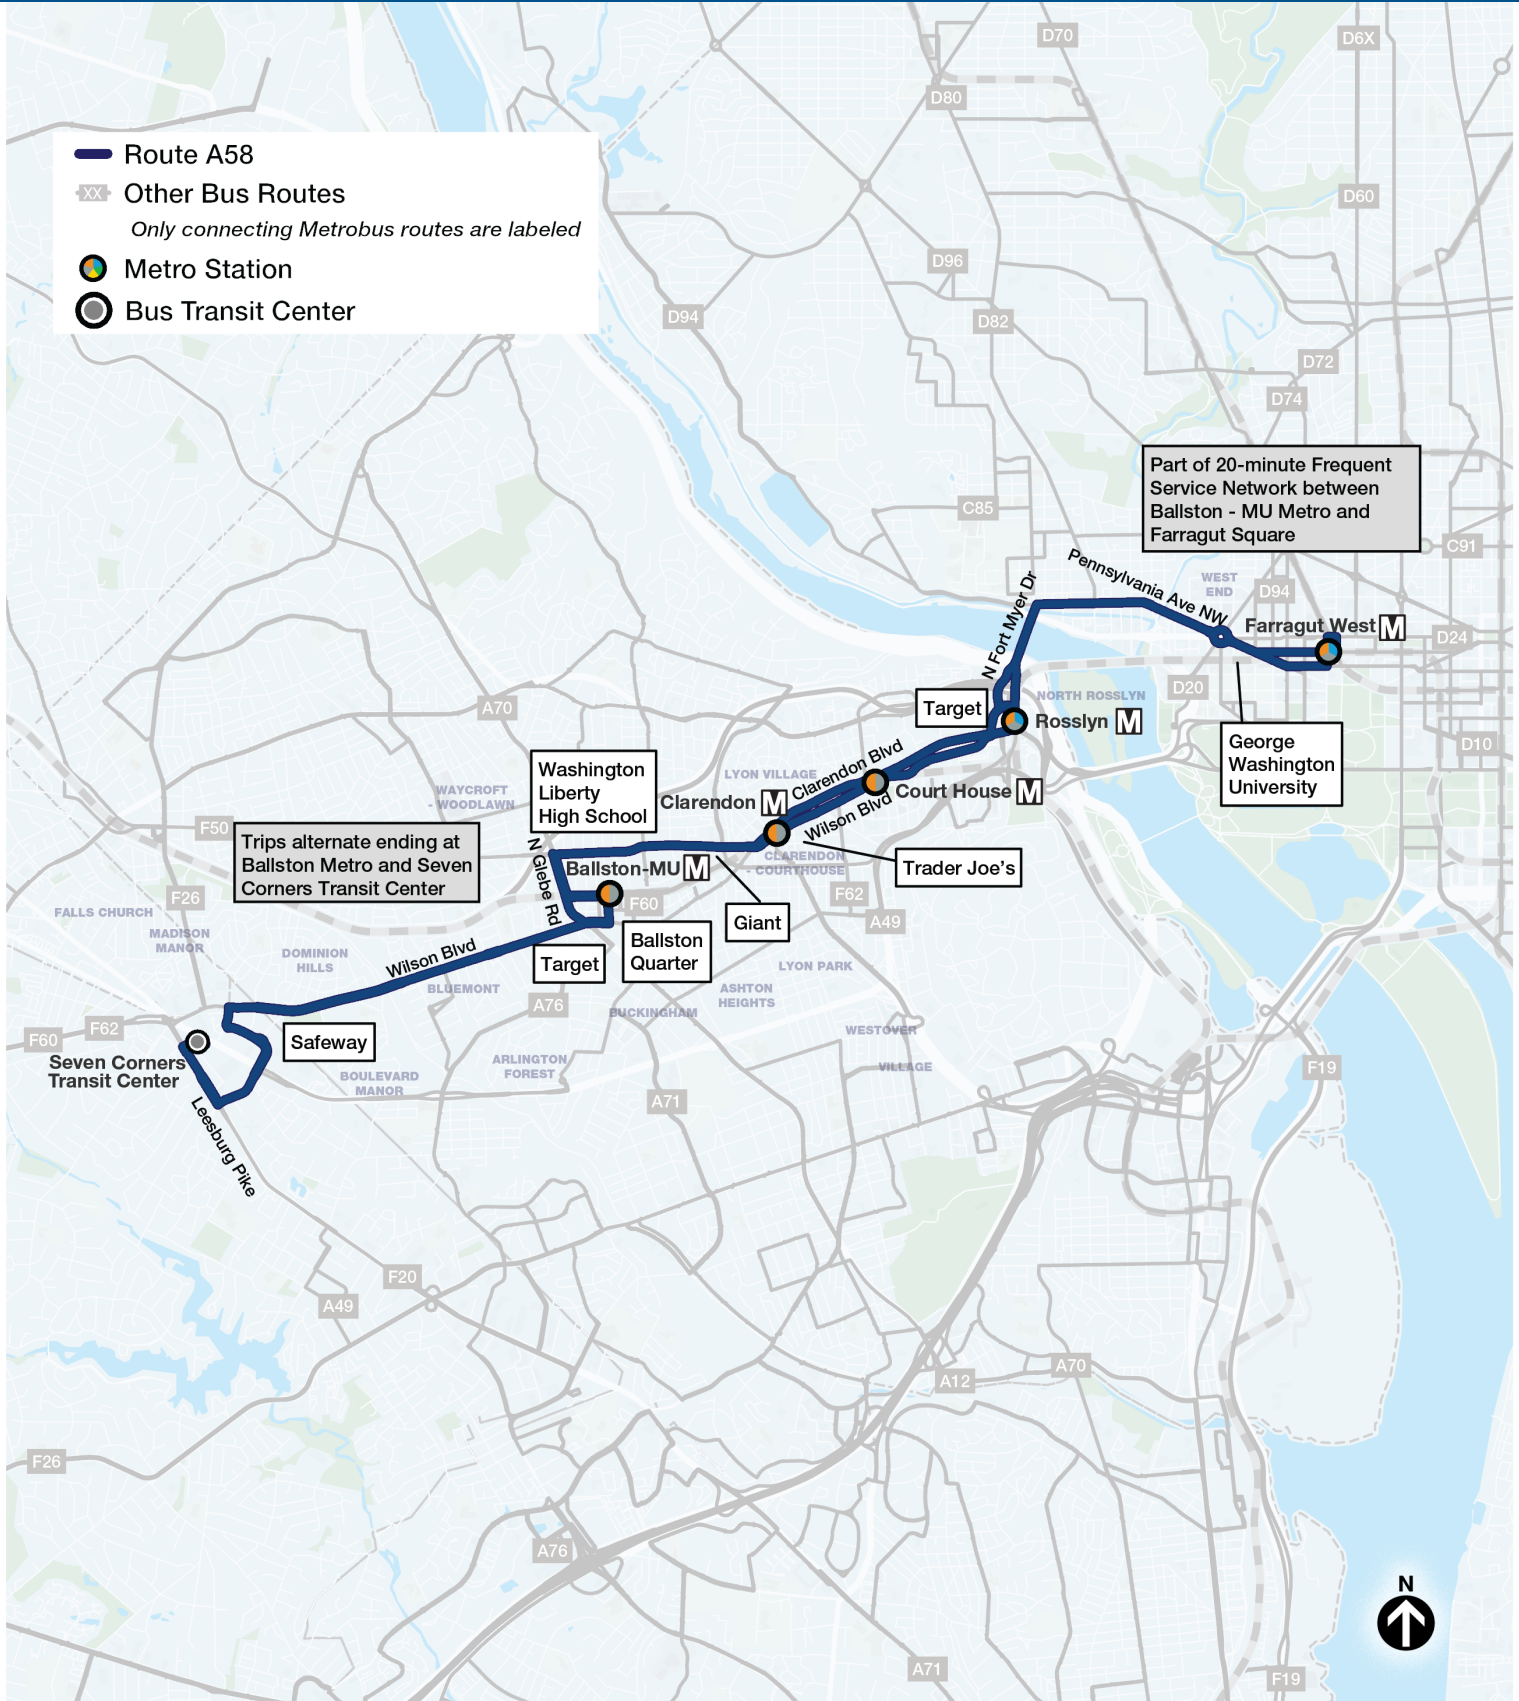 D70
D6X
D80
Route A58
XX
Other Bus Routes
Only connecting Metrobus routes are labeled
Metro Station
Bus Transit Center
D60
D96
D94
D82
D72
D74
Part of 20-minute Frequent
Service Network between
Ballston - MU Metro and
Farragut Square
C85
C91
Pennsylvania Ave NW
WEST
END
D94
N Fort Myer Dr
Farragut West M
D24
D20
NORTH ROSSLYN
A70
Target
Rosslyn M
D10
George
Washington
University
Clarendon Blvd
Washington
Liberty
High School
LYON VILLAGE
WAYCROFT
- WOODLAWN
Clarendon M
Court House M
Wilson Blvd
F50
Trips alternate ending at
Ballston Metro and Seven
Corners Transit Center
N Glebe Rd
Ballston-MU M
CLARENDON
- COURTHOUSE
Trader Joe's
F26
F60
F62
A49
Giant
FALLS CHURCH
MADISON
MANOR
DOMINION
HILLS
Wilson Blvd
Ballston
Quarter
Target
LYON PARK
BLUEMONT
ASHTON
HEIGHTS
A76
BUCKINGHAM
F60
F62
Safeway
WESTOVER
VILLAGE
Seven Corners
Transit Center
ARLINGTON
FOREST
BOULEVARD
MANOR
F19
A71
Leesburg Pike
F20
A49
A70
A12
F26
A76
N
A71
F19